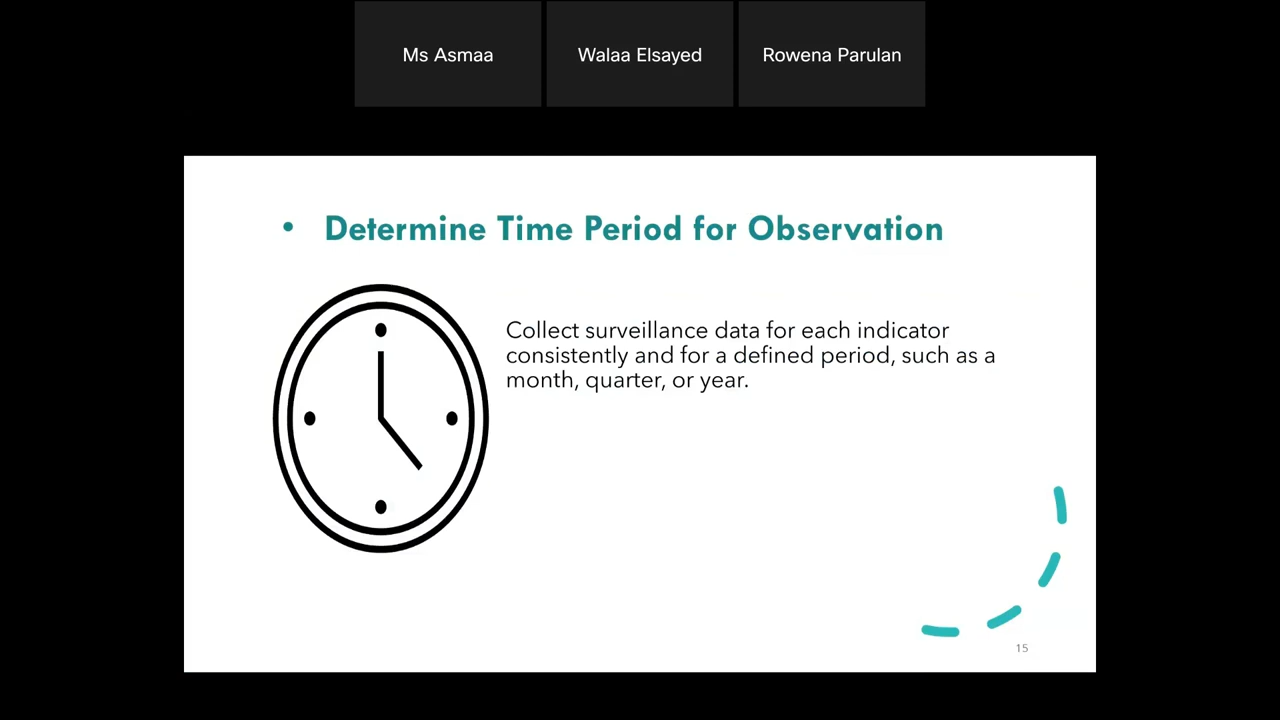 Ms Asmaa
Walaa Elsayed
Rowena Parulan
• Determine Time Period for Observation
Collect surveillance data for each indicator
consistently and for a defined period, such as a
month, quarter, or year.
15